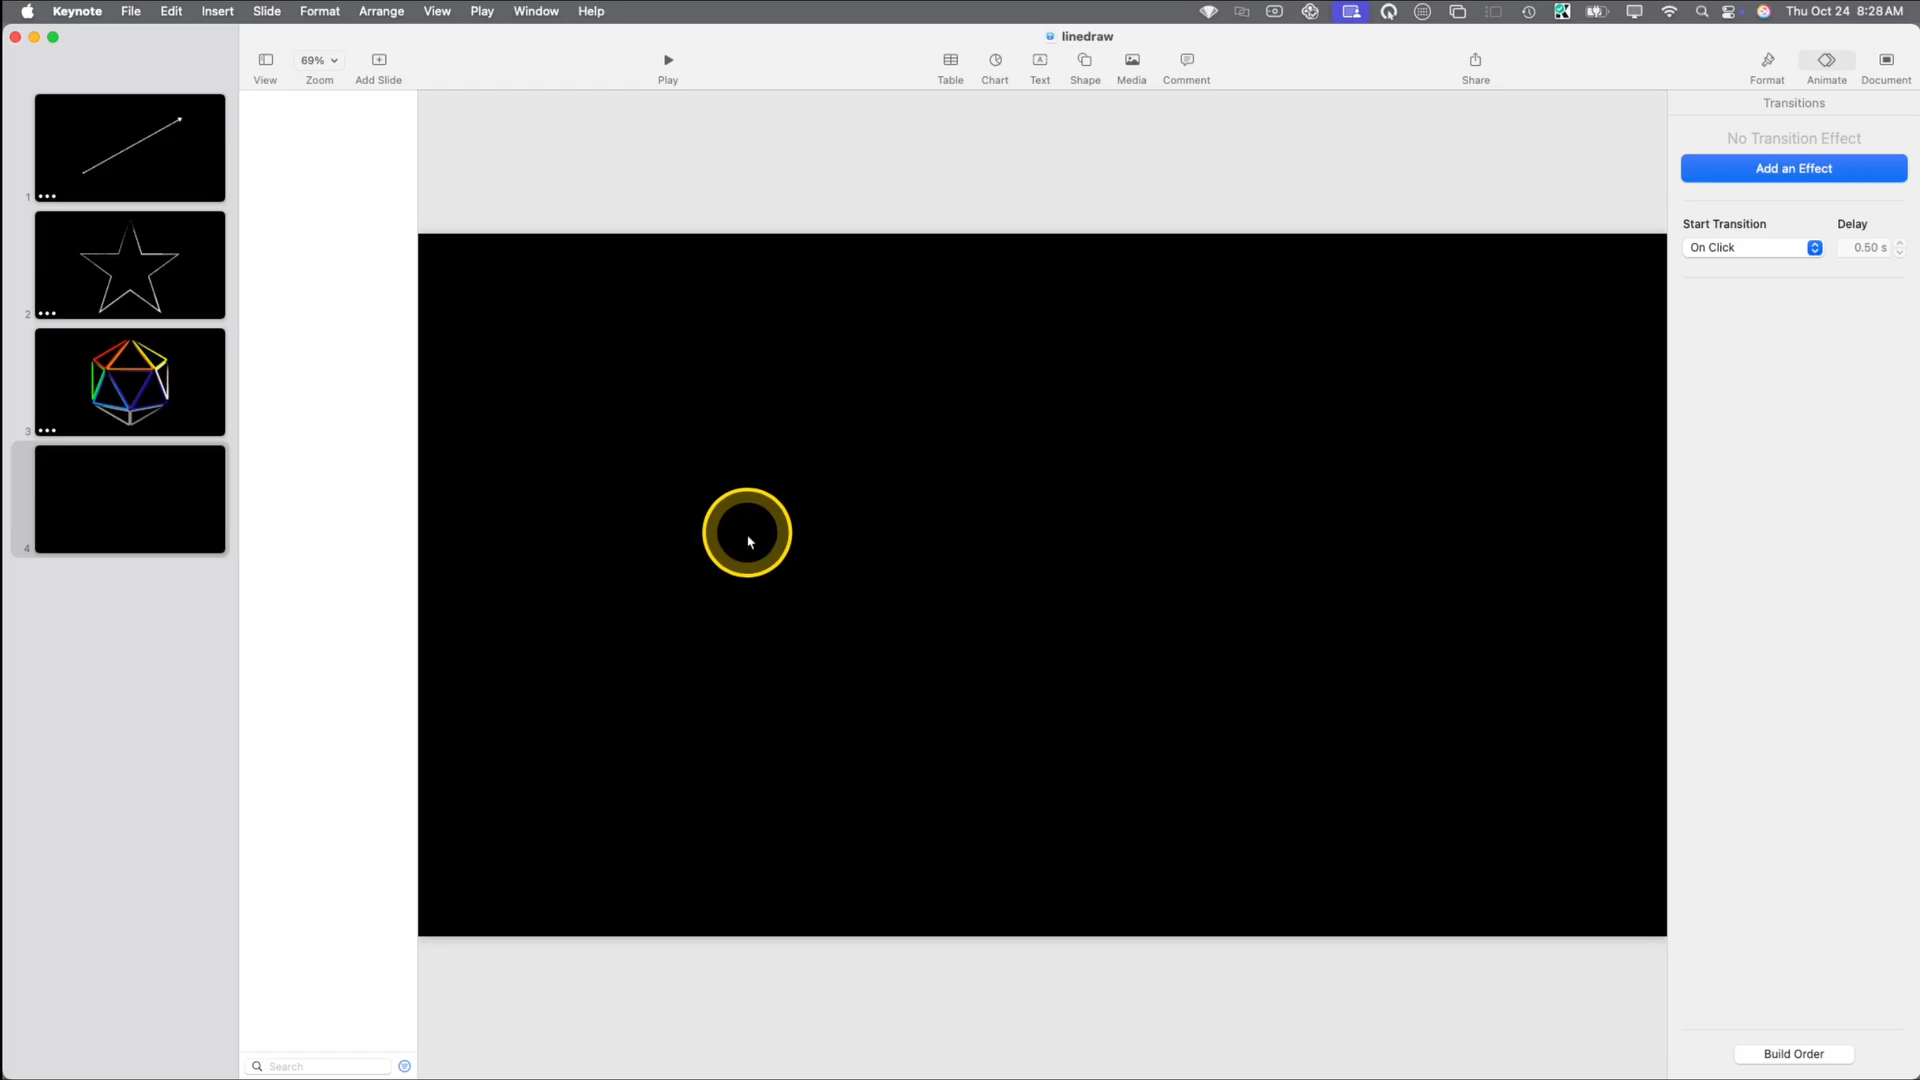 Keynote File Edit Insert Slide Format Arrange View Play Window Help Thu Oct 24 8:28 AM
linedraw
69%
View Zoom Add Slide Play Table Chart Text Shape Media Comment Share Format Animate Document
Transitions
No Transition Effect
Add an Effect
Start Transition Delay
On Click 0.50 s
1
2
3
4
Build Order
Search